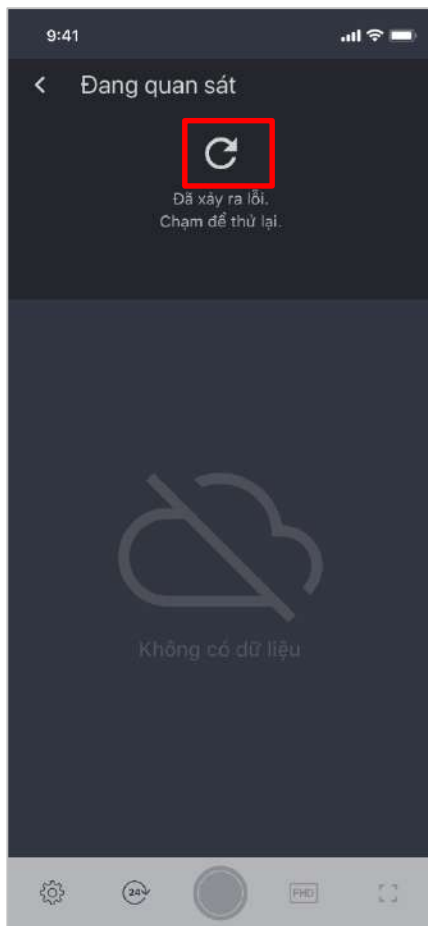 9:41
Đang quan sát
Đã xảy ra lỗi.
Chạm để thử lại.
Không có dữ liệu
24
FHD